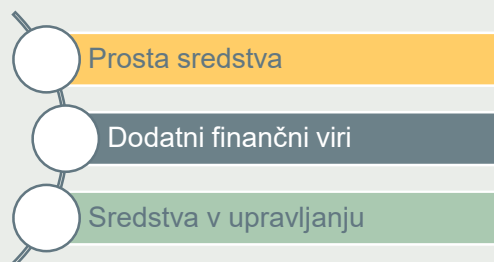 Prosta sredstva
Dodatni finančni viri
Sredstva v upravljanju